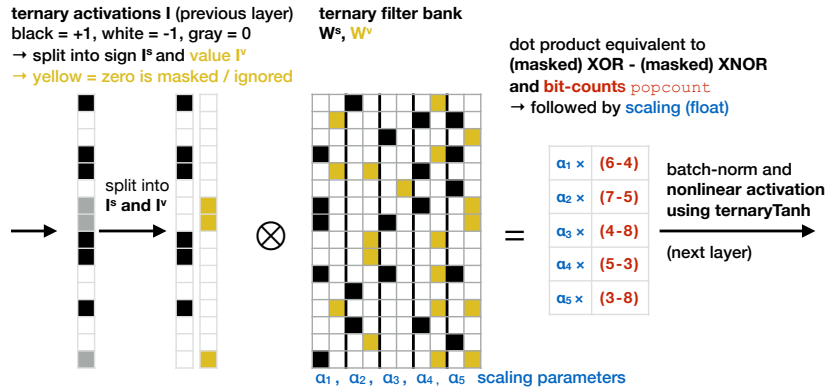 ternary activations I (previous layer)
black = +1, white = -1, gray = 0
→ split into sign Iˢ and value Iᵛ
→ yellow = zero is masked / ignored
ternary filter bank
Wˢ, Wᵛ
dot product equivalent to
(masked) XOR - (masked) XNOR
and bit-counts popcount
→ followed by scaling (float)
split into
Iˢ and Iᵛ
⊗
=
α₁ × (6-4)
α₂ × (7-5)
α₃ × (4-8)
α₄ × (5-3)
α₅ × (3-8)
batch-norm and
nonlinear activation
using ternaryTanh
(next layer)
α₁ , α₂ , α₃ , α₄ , α₅ scaling parameters